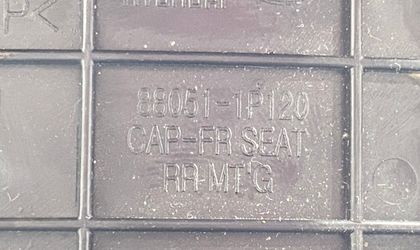 P<
88051-1P120
CAP-FR SEAT
RR-MT'G